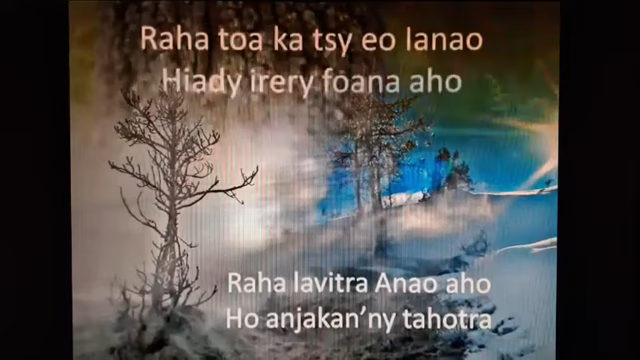 Raha toa ka tsy eo lanao
Hiady irery foana aho
Raha lavitra Anao aho
Ho anjakan'ny tahotra